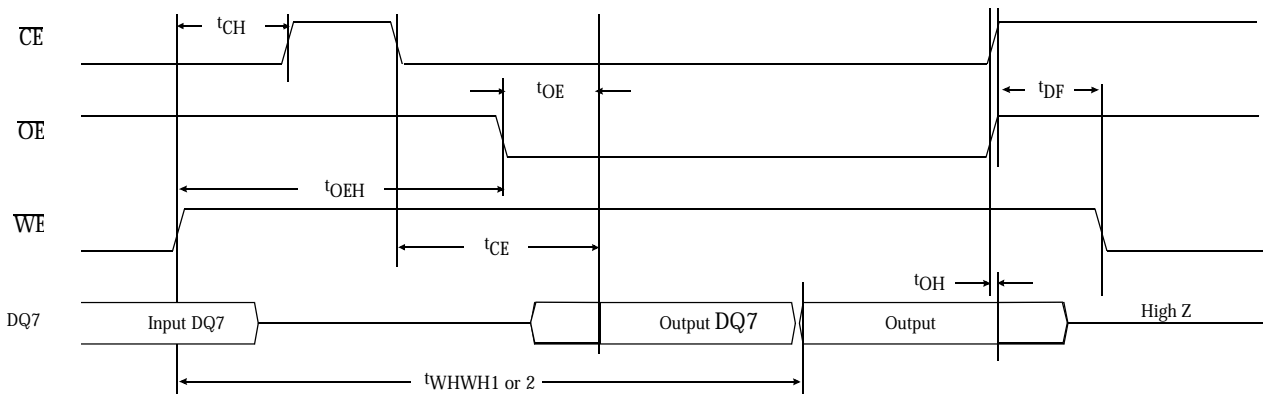 tCH
CE
tOE
tDF
OE
tOEH
WE
tCE
tOH
DQ7
Input DQ7
Output DQ7
Output
High Z
tWHWH1 or 2